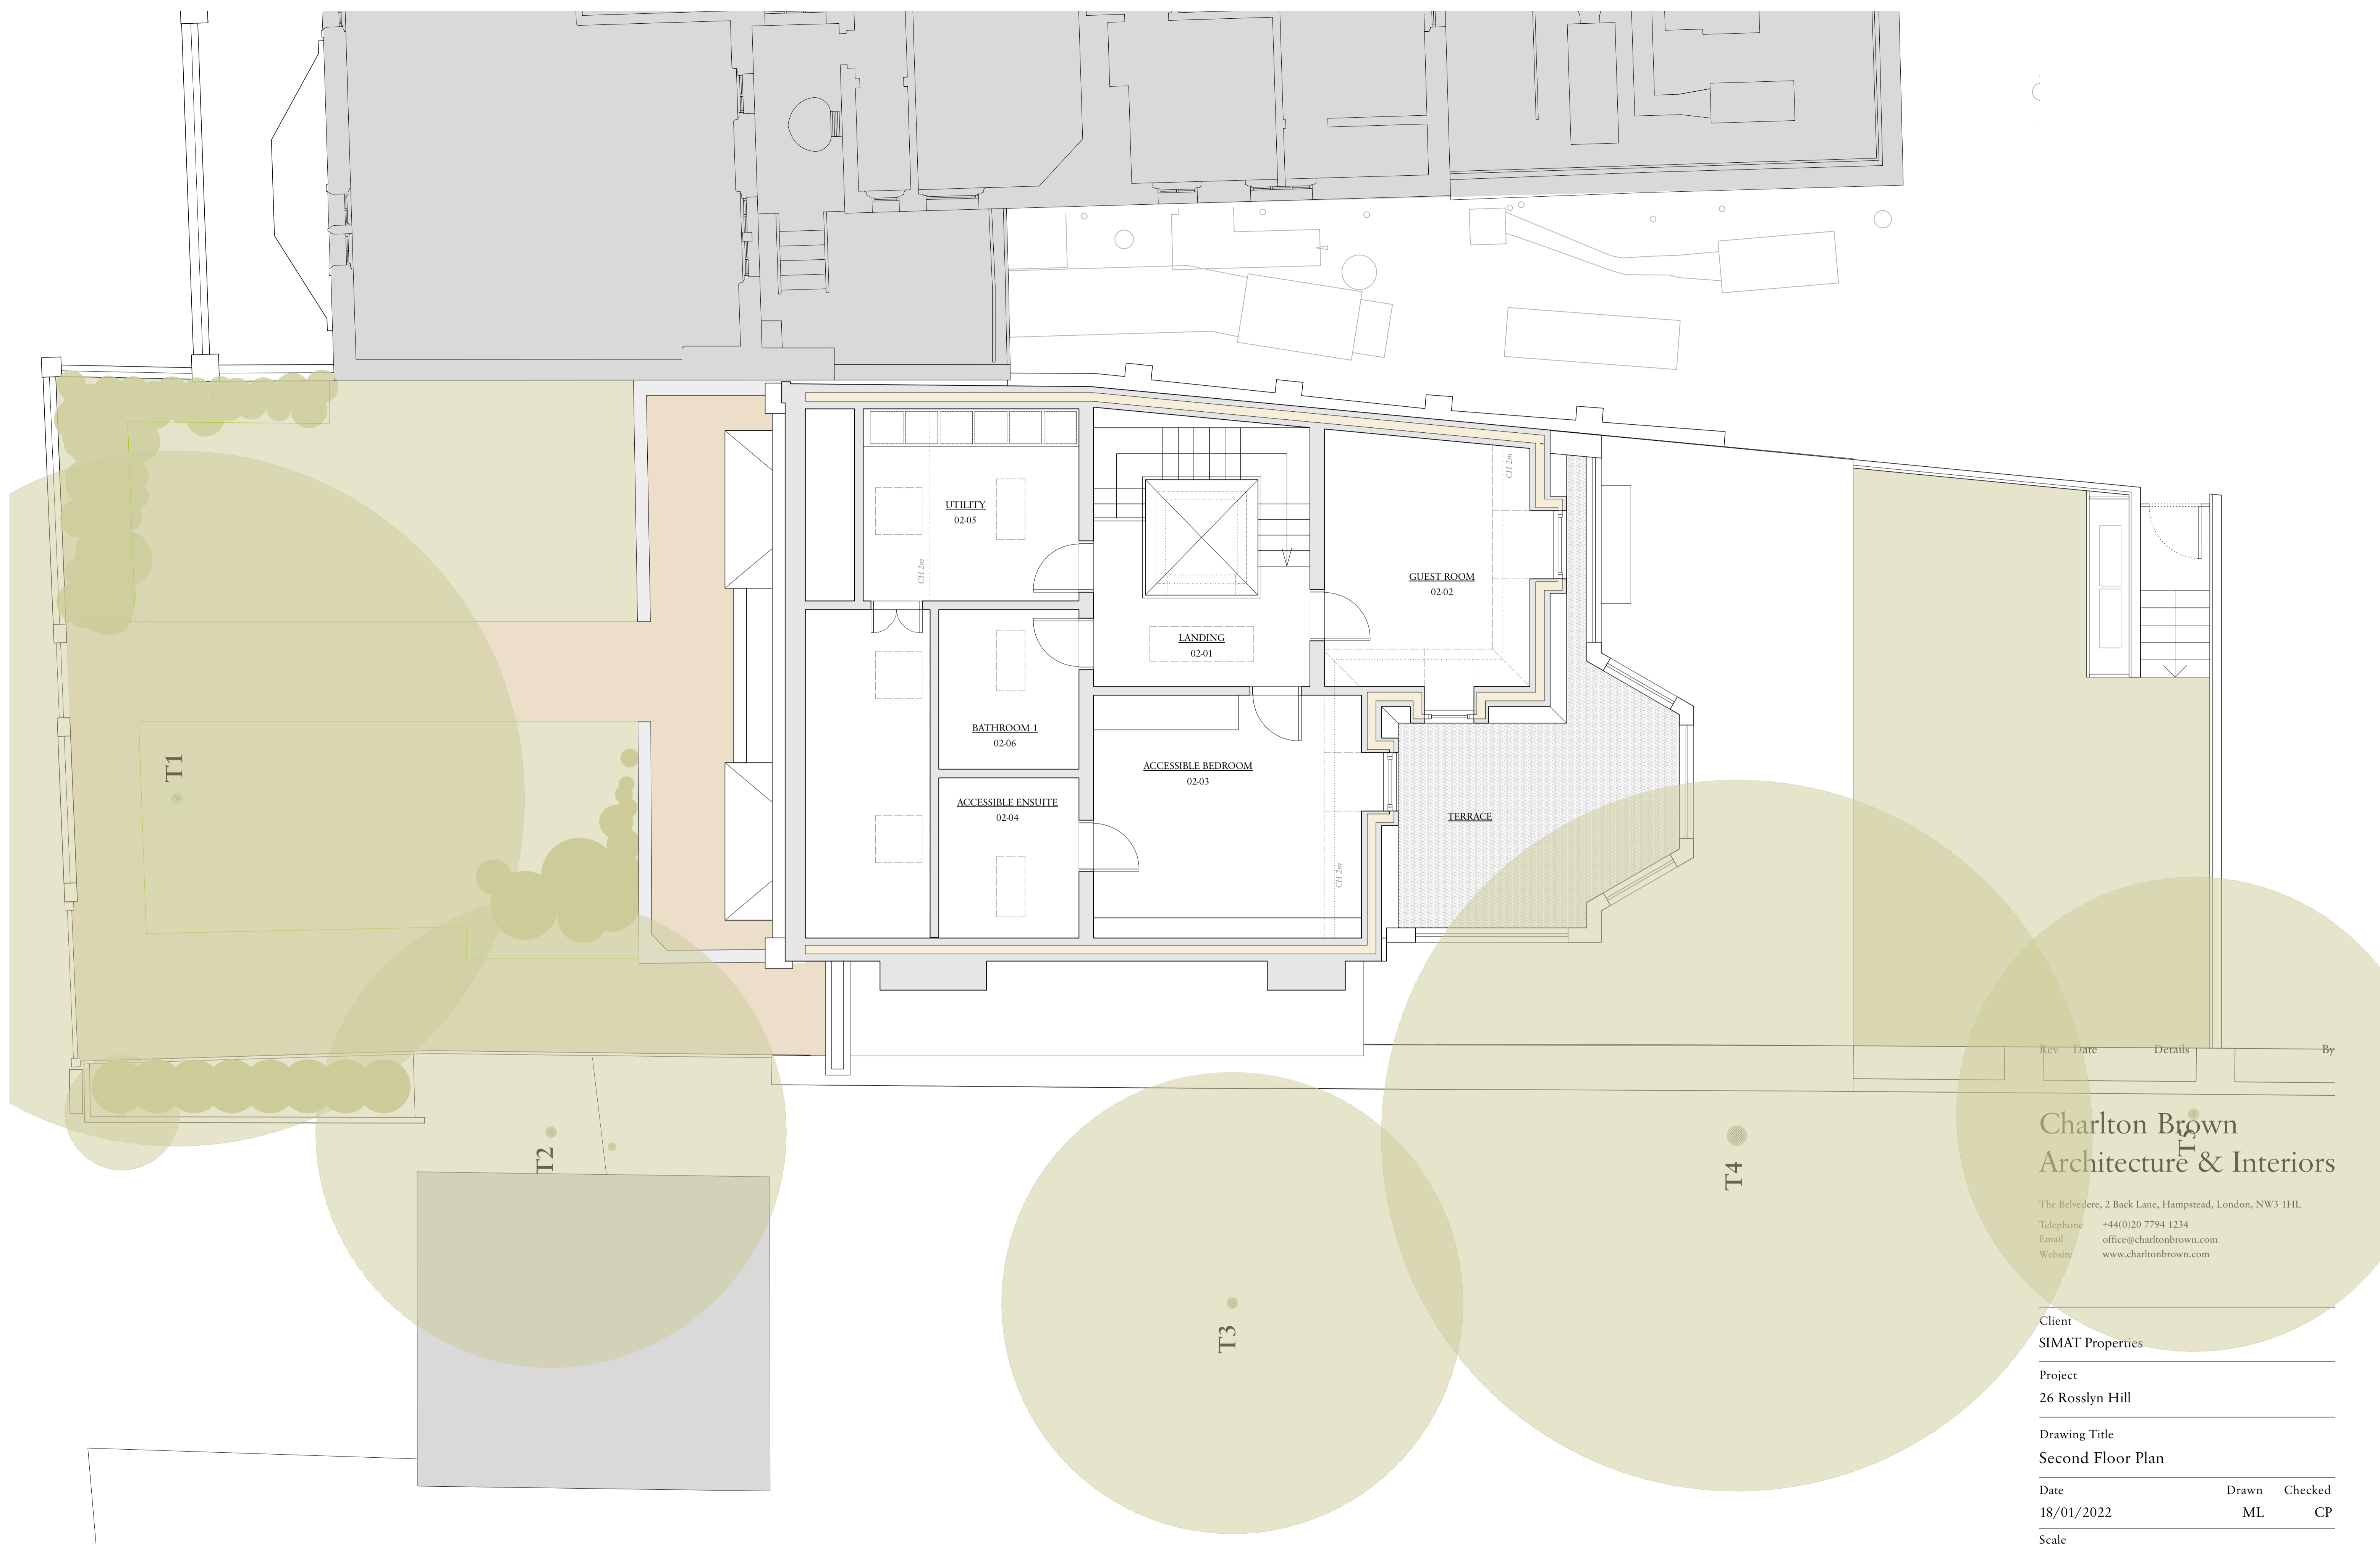 CH 2m
UTILITY
02-05
CH 2m
GUEST ROOM
02-02
LANDING
02-01
BATHROOM 1
02-06
ACCESSIBLE BEDROOM
02-03
ACCESSIBLE ENSUITE
02-04
TERRACE
CH 2m
T1
T2
T3
T4
T5
Rev Date Details By
Charlton Brown
Architecture & Interiors
The Belvedere, 2 Back Lane, Hampstead, London, NW3 1HL
Telephone +44(0)20 7794 1234
Email office@charltonbrown.com
Website www.charltonbrown.com
Client
SIMAT Properties
Project
26 Rosslyn Hill
Drawing Title
Second Floor Plan
Date Drawn Checked
18/01/2022 ML CP
Scale